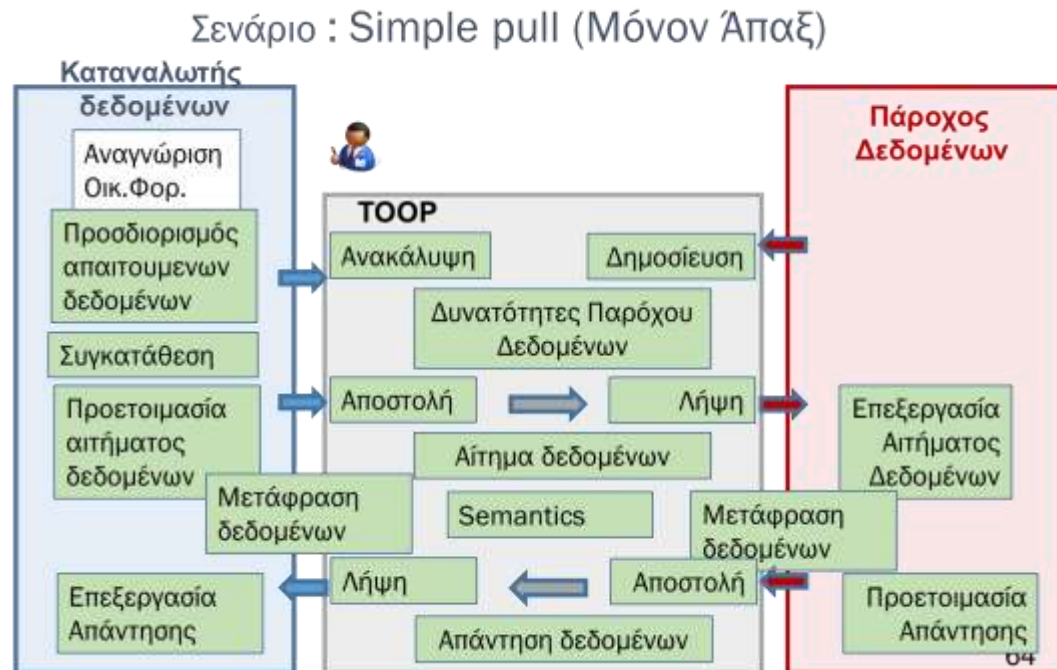 Σενάριο : Simple pull (Μόνον Άπαξ)
Καταναλωτής
δεδομένων
Αναγνώριση
Οικ.Φορ.
Προσδιορισμός
απαιτουμενων
δεδομένων
Συγκατάθεση
Προετοιμασία
αιτήματος
δεδομένων
Μετάφραση
δεδομένων
Επεξεργασία
Απάντησης
TOOP
Ανακάλυψη
Δημοσίευση
Δυνατότητες Παρόχου
Δεδομένων
Αποστολή
Λήψη
Αίτημα δεδομένων
Semantics
Λήψη
Αποστολή
Απάντηση δεδομένων
Πάροχος
Δεδομένων
Επεξεργασία
Αιτήματος
Δεδομένων
Μετάφραση
δεδομένων
Προετοιμασία
Απάντησης
64